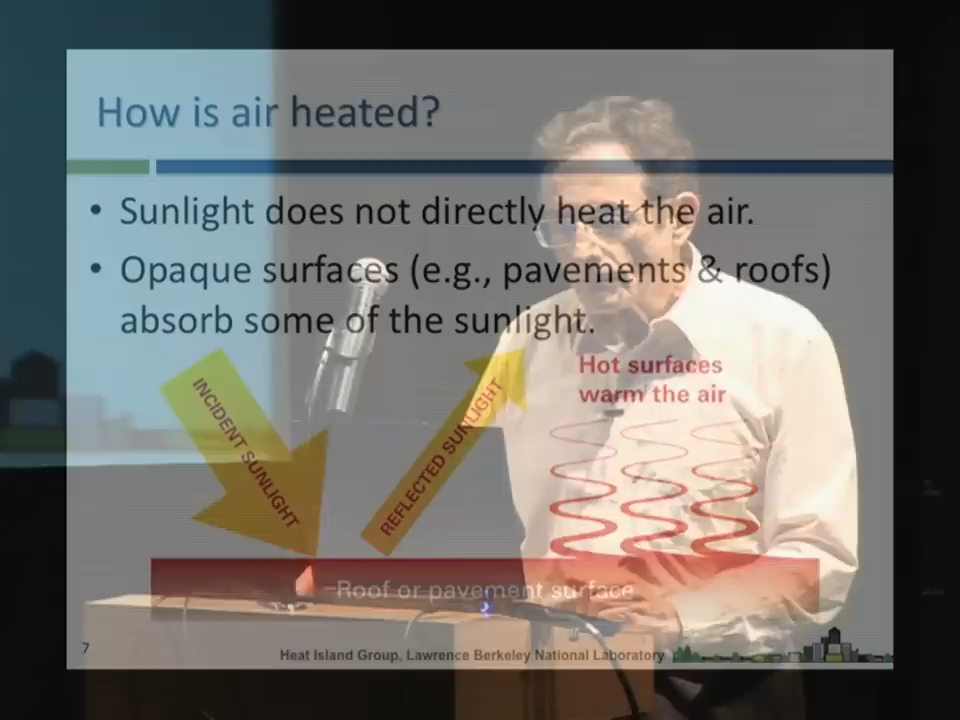 How is air heated?
• Sunlight does not directly heat the air.
• Opaque surfaces (e.g., pavements & roofs)
absorb some of the sunlight.
Hot surfaces
warm the air
INCIDENT SUNLIGHT
REFLECTED SUNLIGHT
Roof or pavement surface
7
Heat Island Group, Lawrence Berkeley National Laboratory